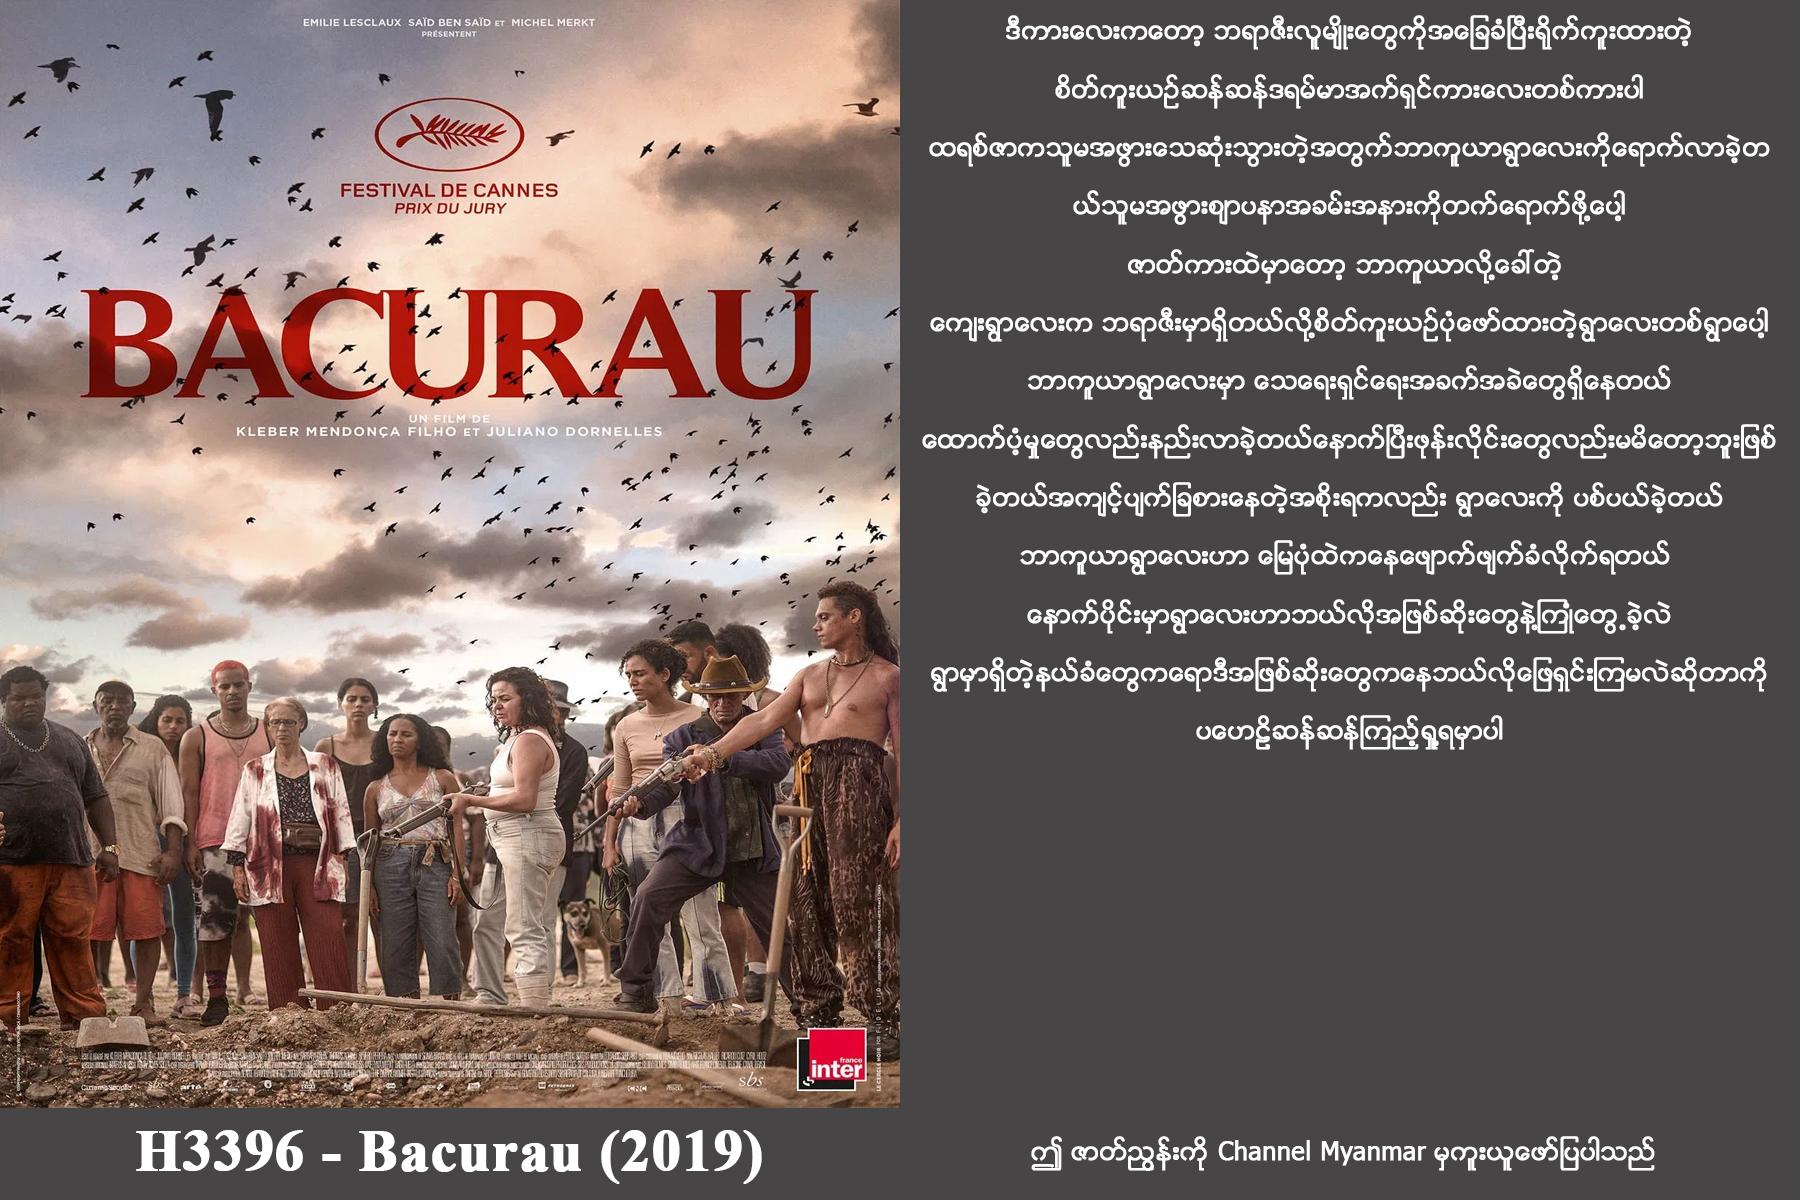 EMILIE LESCLAUX SAÏD BEN SAÏD ET MICHEL MERKT
PRÉSENTENT
FESTIVAL DE CANNES
PRIX DU JURY
BACURAU
UN FILM DE
KLEBER MENDONÇA FILHO ET JULIANO DORNELLES
france
inter
CNC
sbs
H3396 - Bacurau (2019)
ဒီကားလေးကတော့ ဘရာဇီးလူမျိုးတွေကိုအခြေခံပြီးရိုက်ကူးထားတဲ့
စိတ်ကူးယဉ်ဆန်ဆန်ဒရမ်မာအက်ရှင်ကားလေးတစ်ကားပါ
ထရစ်ဇာကသူမအဖွားသေဆုံးသွားတဲ့အတွက်ဘာကူယာရွာလေးကိုရောက်လာခဲ့တ
ယ်သူမအဖွားဈာပနာအခမ်းအနားကိုတက်ရောက်ဖို့ပေါ့
ဇာတ်ကားထဲမှာတော့ ဘာကူယာလို့ခေါ်တဲ့
ကျေးရွာလေးက ဘရာဇီးမှာရှိတယ်လို့စိတ်ကူးယဉ်ပုံဖော်ထားတဲ့ရွာလေးတစ်ရွာပေါ့
ဘာကူယာရွာလေးမှာ သေရေးရှင်ရေးအခက်အခဲတွေရှိနေတယ်
ထောက်ပံ့မှုတွေလည်းနည်းလာခဲ့တယ်နောက်ပြီးဖုန်းလိုင်းတွေလည်းမမိတော့ဘူးဖြစ်
ခဲ့တယ်အကျင့်ပျက်ခြစားနေတဲ့အစိုးရကလည်း ရွာလေးကို ပစ်ပယ်ခဲ့တယ်
ဘာကူယာရွာလေးဟာ မြေပုံထဲကနေဖျောက်ဖျက်ခံလိုက်ရတယ်
နောက်ပိုင်းမှာရွာလေးဟာဘယ်လိုအဖြစ်ဆိုးတွေနဲ့ကြုံတွေ့ခဲ့လဲ
ရွာမှာရှိတဲ့နယ်ခံတွေကရောဒီအဖြစ်ဆိုးတွေကနေဘယ်လိုဖြေရှင်းကြမလဲဆိုတာကို
ပဟေဠိဆန်ဆန်ကြည့်ရှု့ရမှာပါ
ဤ ဇာတ်ညွှန်းကို Channel Myanmar မှကူးယူဖော်ပြပါသည်